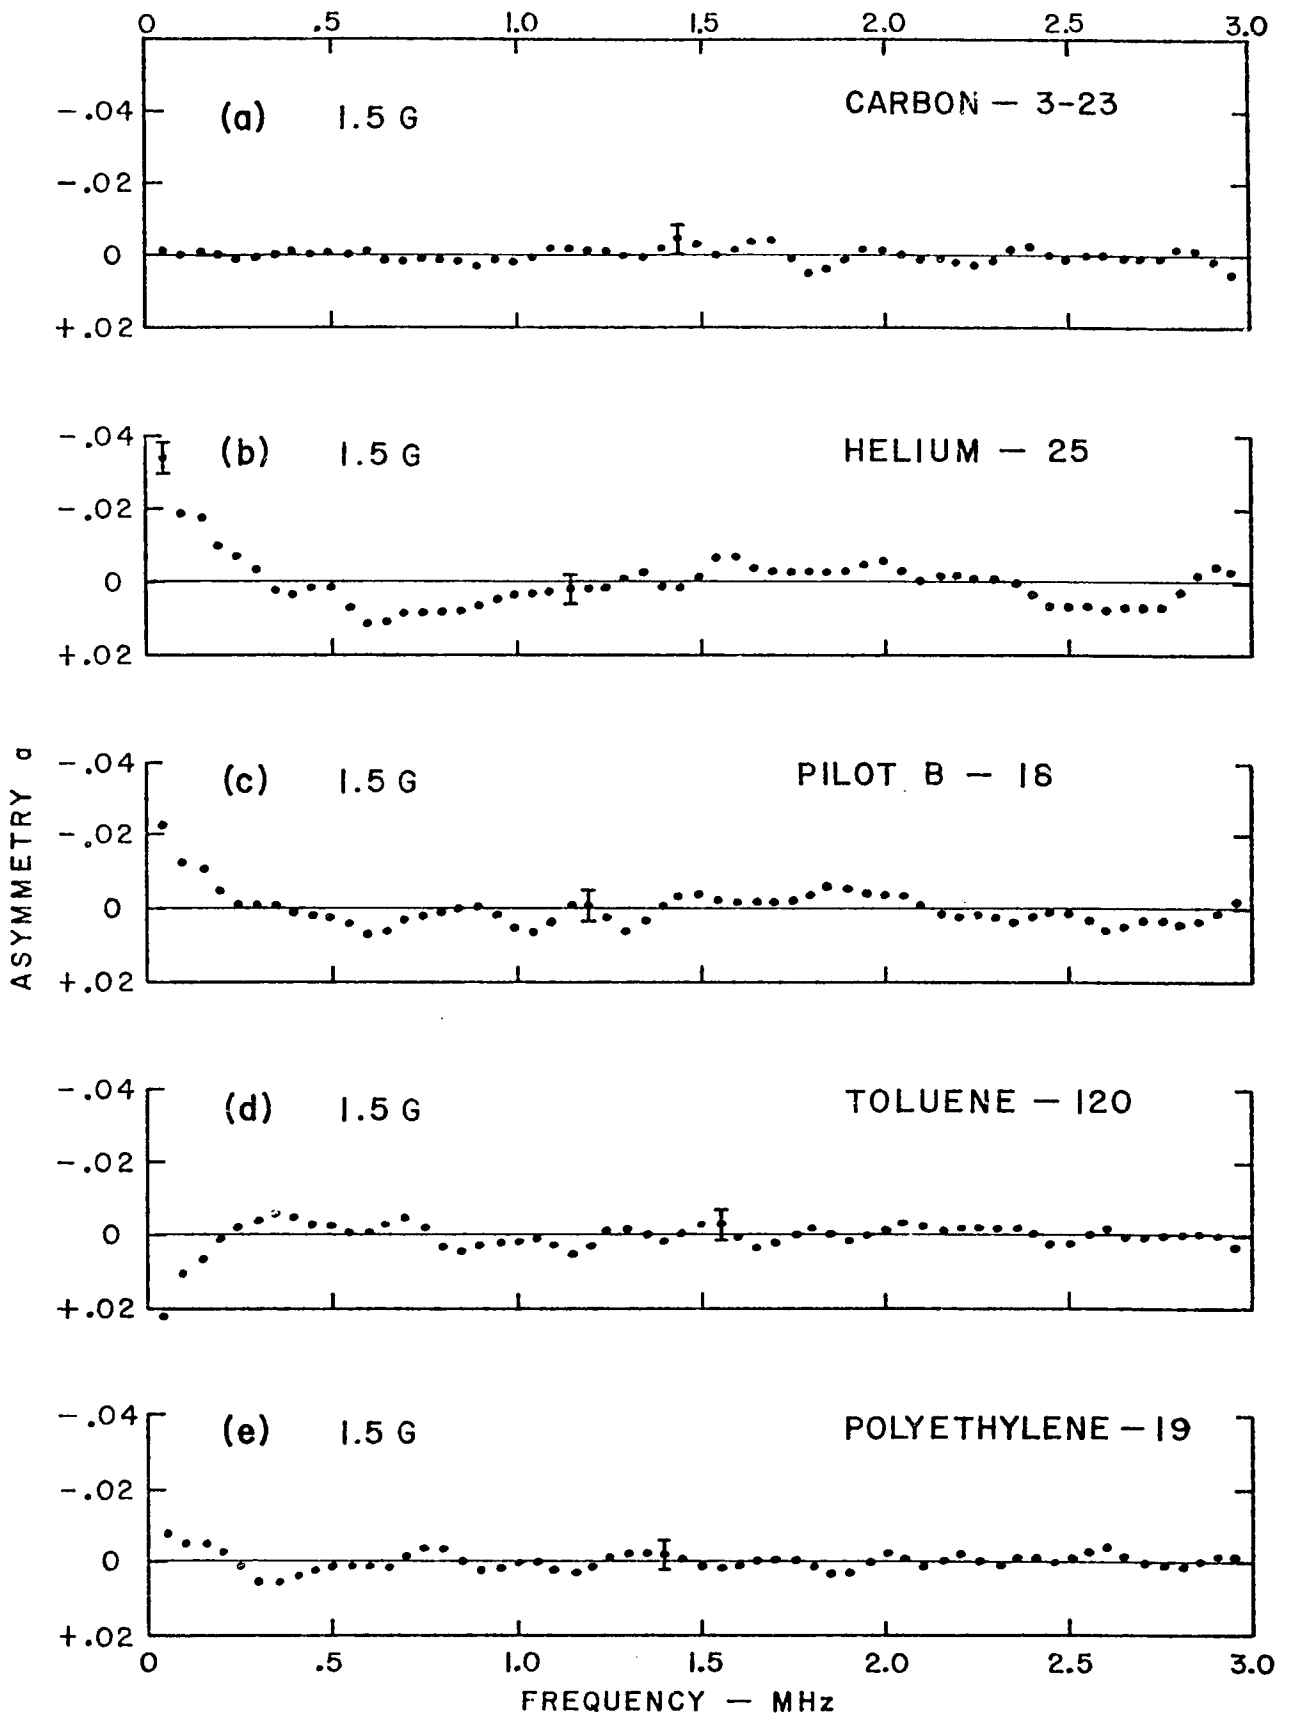 0 .5 1.0 1.5 2.0 2.5 3.0
-.04 (a) 1.5 G CARBON — 3-23
-.02
0
+.02
-.04 (b) 1.5 G HELIUM — 25
-.02
0
+.02
ASYMMETRY a
-.04 (c) 1.5 G PILOT B — 18
-.02
0
+.02
-.04 (d) 1.5 G TOLUENE — 120
-.02
0
+.02
-.04 (e) 1.5 G POLYETHYLENE — 19
-.02
0
+.02
0 .5 1.0 1.5 2.0 2.5 3.0
FREQUENCY — MHz